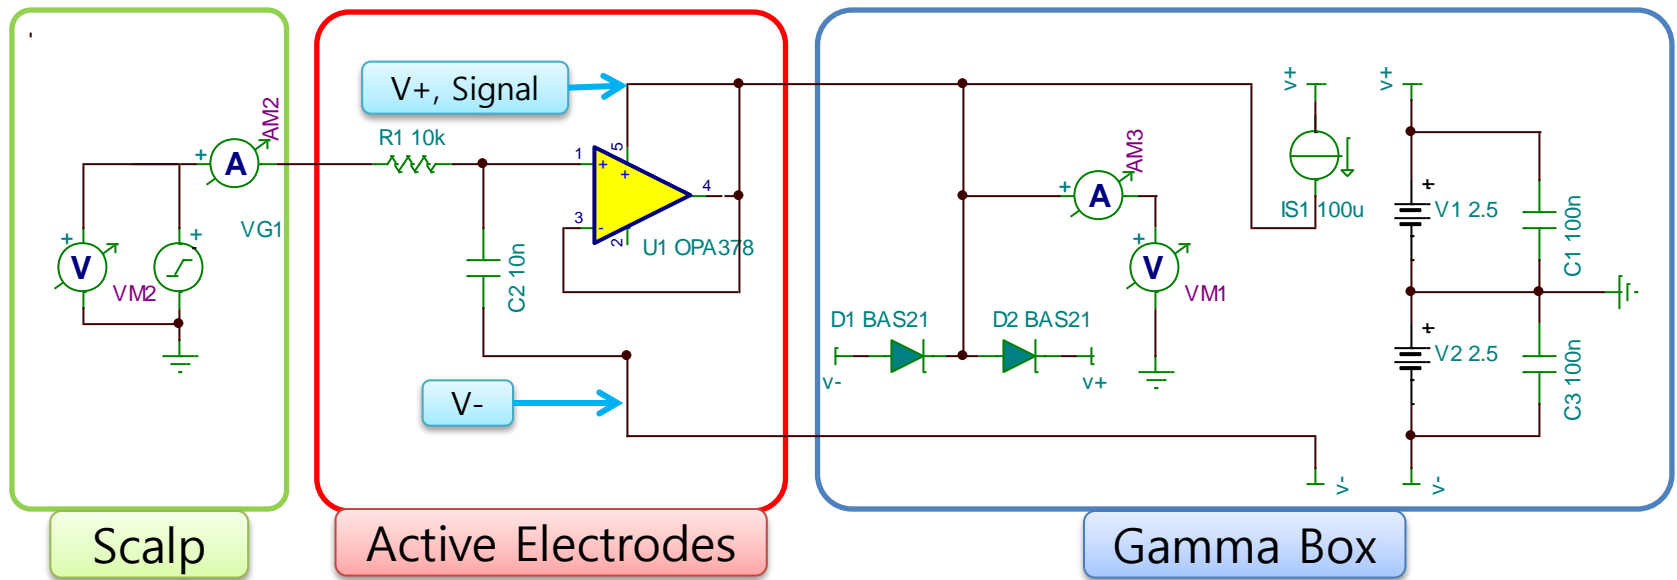 V+, Signal
AM2
R1 10k
+
A
VG1
+
V
VM2
+
1
+
3
-
5
+
2
4
U1 OPA378
C2 10n
V-
AM3
+
A
+
V
VM1
D1 BAS21
D2 BAS21
v-
v+
v+
IS1 100u
v+
+
V1 2.5
C1 100n
+
V2 2.5
C3 100n
v-
v-
Scalp
Active Electrodes
Gamma Box